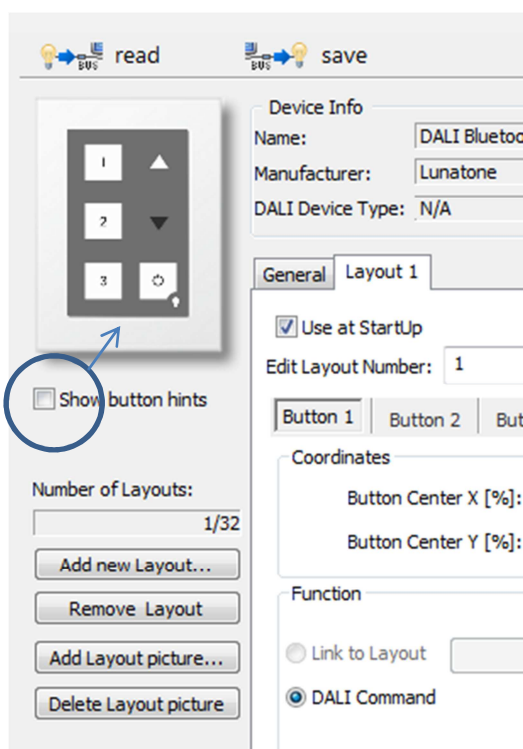 BUS read
BUS save
Device Info
Name: DALI Bluetoo
Manufacturer: Lunatone
DALI Device Type: N/A
1
2
3
General Layout 1
Use at StartUp
Edit Layout Number: 1
Show button hints
Button 1 Button 2 But
Coordinates
Number of Layouts:
Button Center X [%]:
1/32
Button Center Y [%]:
Add new Layout...
Function
Remove Layout
Add Layout picture...
Link to Layout
Delete Layout picture
DALI Command